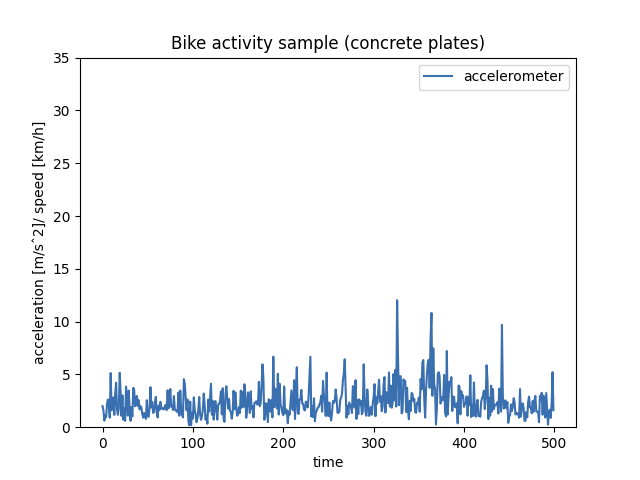 Bike activity sample (concrete plates)
accelerometer
acceleration [m/sˆ2]/ speed [km/h]
35
30
25
20
15
10
5
0
0 100 200 300 400 500
time